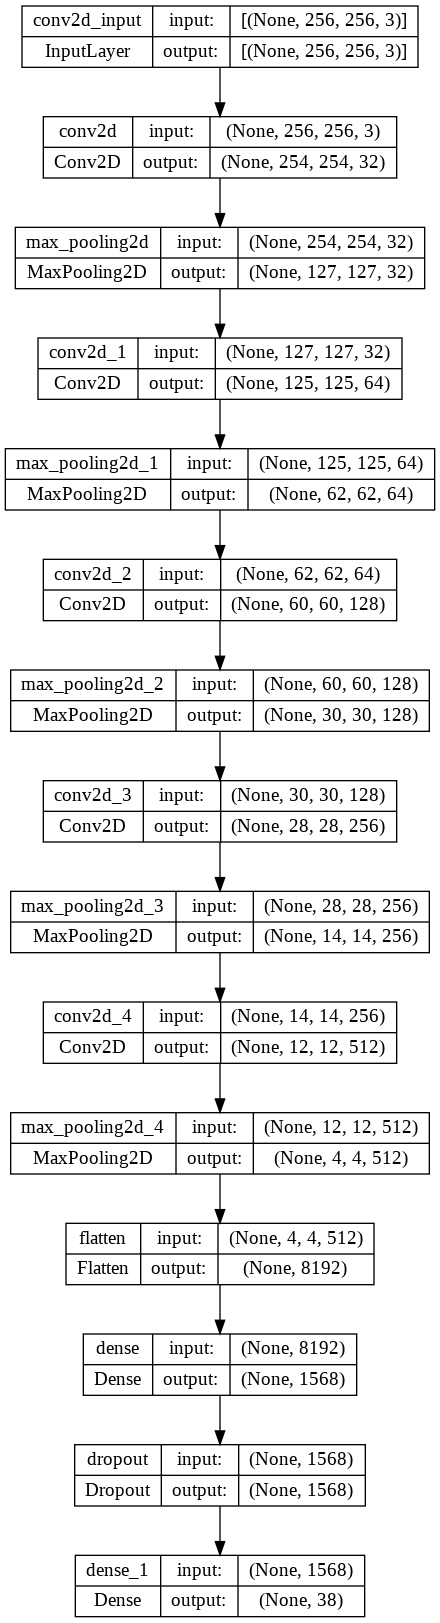 conv2d_input input: [(None, 256, 256, 3)]
InputLayer output: [(None, 256, 256, 3)]
conv2d input: (None, 256, 256, 3)
Conv2D output: (None, 254, 254, 32)
max_pooling2d input: (None, 254, 254, 32)
MaxPooling2D output: (None, 127, 127, 32)
conv2d_1 input: (None, 127, 127, 32)
Conv2D output: (None, 125, 125, 64)
max_pooling2d_1 input: (None, 125, 125, 64)
MaxPooling2D output: (None, 62, 62, 64)
conv2d_2 input: (None, 62, 62, 64)
Conv2D output: (None, 60, 60, 128)
max_pooling2d_2 input: (None, 60, 60, 128)
MaxPooling2D output: (None, 30, 30, 128)
conv2d_3 input: (None, 30, 30, 128)
Conv2D output: (None, 28, 28, 256)
max_pooling2d_3 input: (None, 28, 28, 256)
MaxPooling2D output: (None, 14, 14, 256)
conv2d_4 input: (None, 14, 14, 256)
Conv2D output: (None, 12, 12, 512)
max_pooling2d_4 input: (None, 12, 12, 512)
MaxPooling2D output: (None, 4, 4, 512)
flatten input: (None, 4, 4, 512)
Flatten output: (None, 8192)
dense input: (None, 8192)
Dense output: (None, 1568)
dropout input: (None, 1568)
Dropout output: (None, 1568)
dense_1 input: (None, 1568)
Dense output: (None, 38)